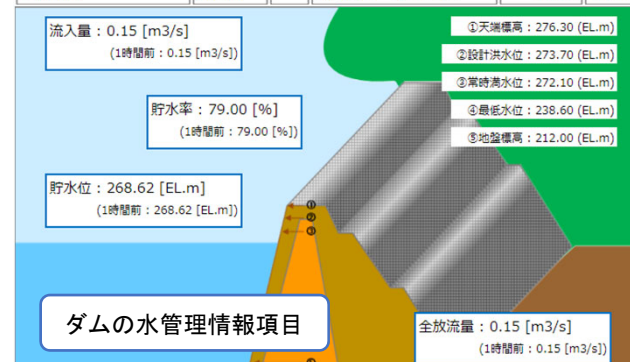 流入量：0.15 [m3/s]
(1時間前：0.15 [m3/s])
貯水率：79.00 [%]
(1時間前：79.00 [%])
貯水位：268.62 [EL.m]
(1時間前：268.62 [EL.m])
①天端標高：276.30 (EL.m)
②設計洪水位：273.70 (EL.m)
③常時満水位：272.10 (EL.m)
④最低水位：238.60 (EL.m)
⑤地盤標高：212.00 (EL.m)
①
②
③
ダムの水管理情報項目
全放流量：0.15 [m3/s]
(1時間前：0.15 [m3/s])